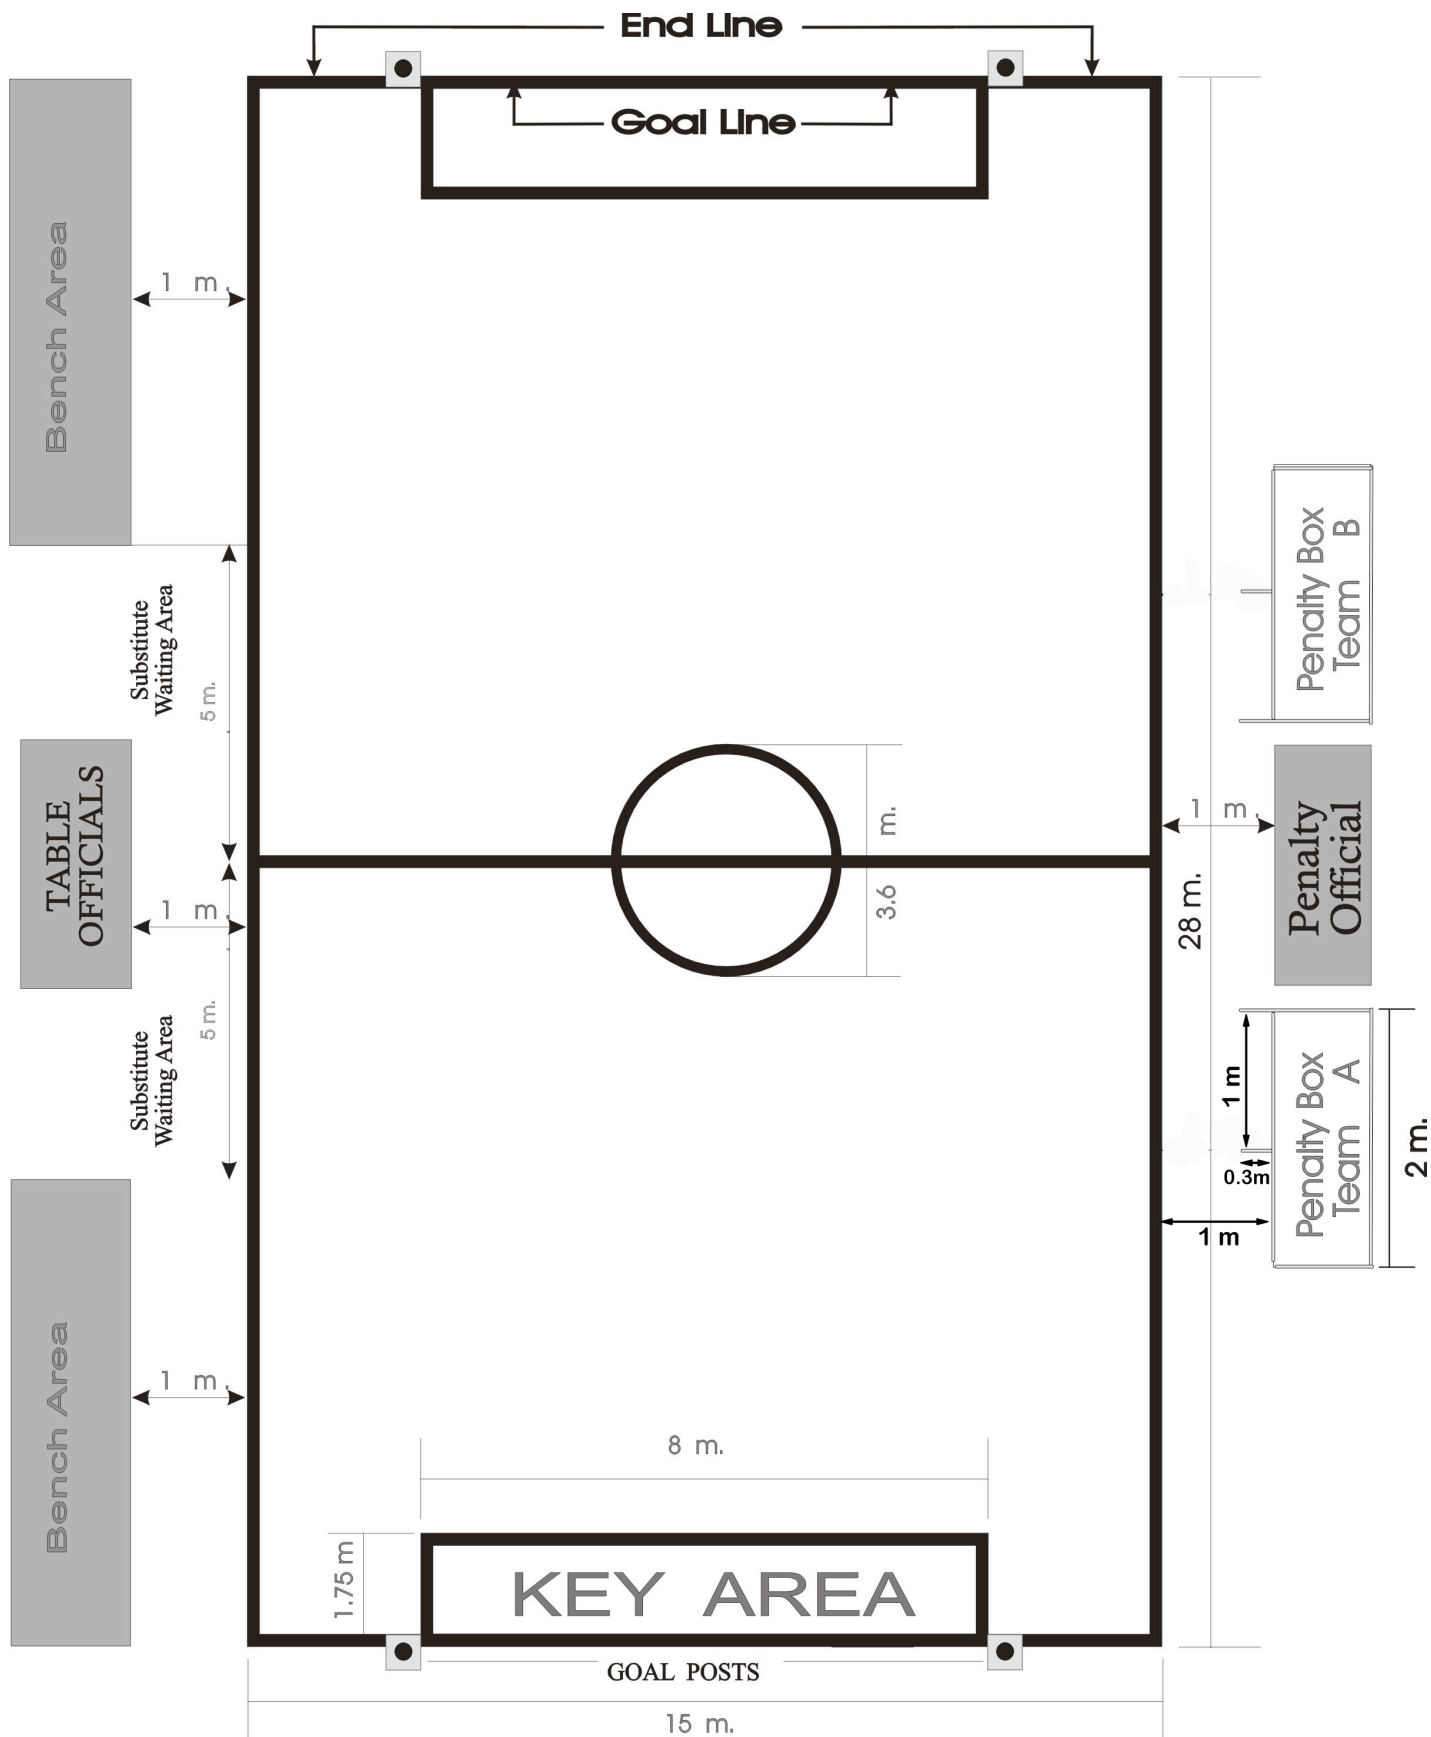 End Line
Goal Line
Bench Area
1 m.
Substitute
Waiting Area
5 m.
Penalty Box
Team B
TABLE
OFFICIALS
m.
3.6
1 m.
Penalty
Official
1 m.
28 m.
5 m.
Substitute
Waiting Area
1 m
Penalty Box
Team A
2 m.
0.3m
1 m
Bench Area
1 m.
8 m.
1.75 m
KEY AREA
GOAL POSTS
15 m.